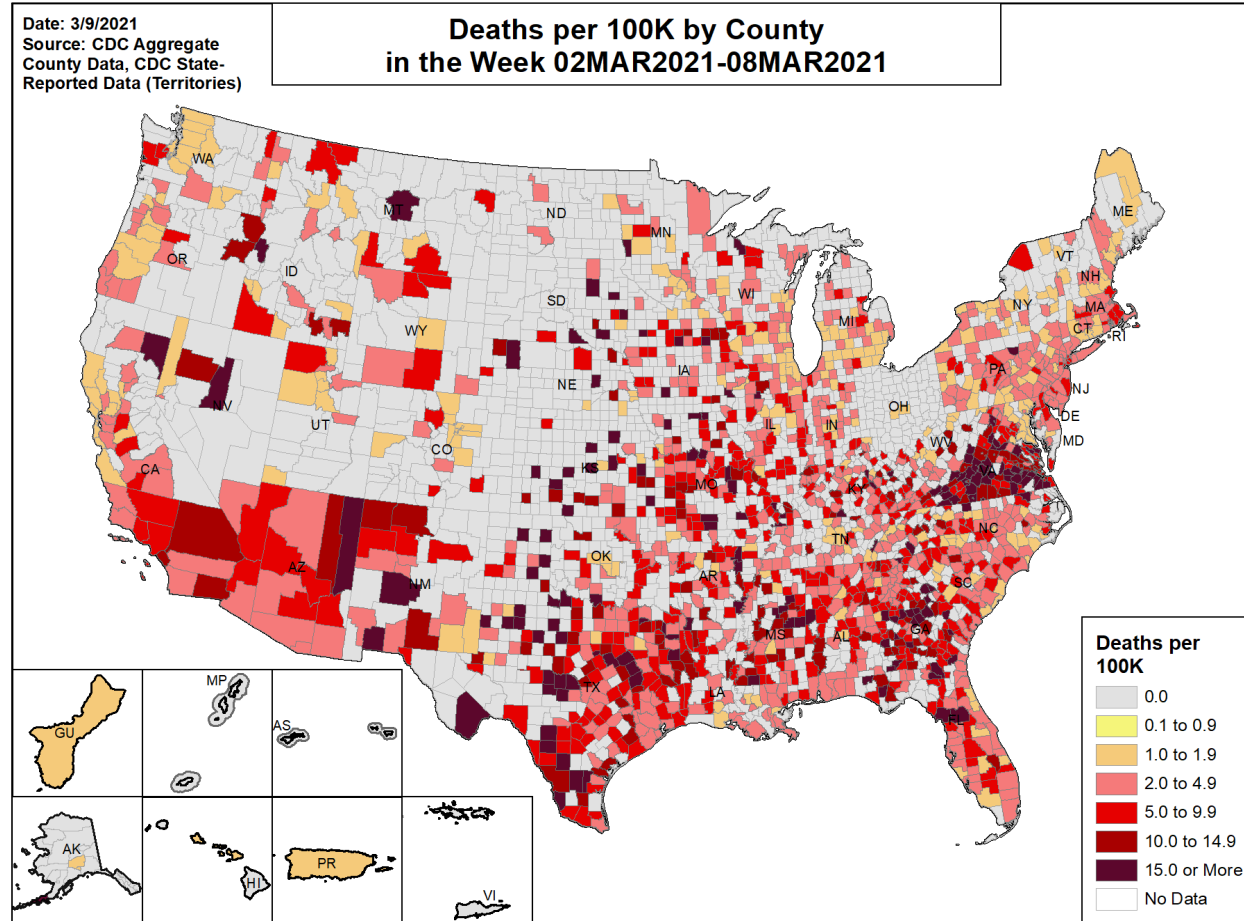 Date: 3/9/2021
Source: CDC Aggregate
County Data, CDC State-
Reported Data (Territories)
Deaths per 100K by County
in the Week 02MAR2021-08MAR2021
WA
MT
ND
MN
ME
OR
ID
SD
WI
MI
VT
NH
NY
MA
CT
RI
WY
IA
PA
NJ
NE
NV
UT
CO
IL
IN
OH
DE
MD
WV
CA
KS
MO
KY
VA
AZ
NM
OK
AR
TN
NC
SC
MS
AL
GA
TX
LA
FL
GU
MP
AS
AK
HI
PR
VI
Deaths per
100K
0.0
0.1 to 0.9
1.0 to 1.9
2.0 to 4.9
5.0 to 9.9
10.0 to 14.9
15.0 or More
No Data